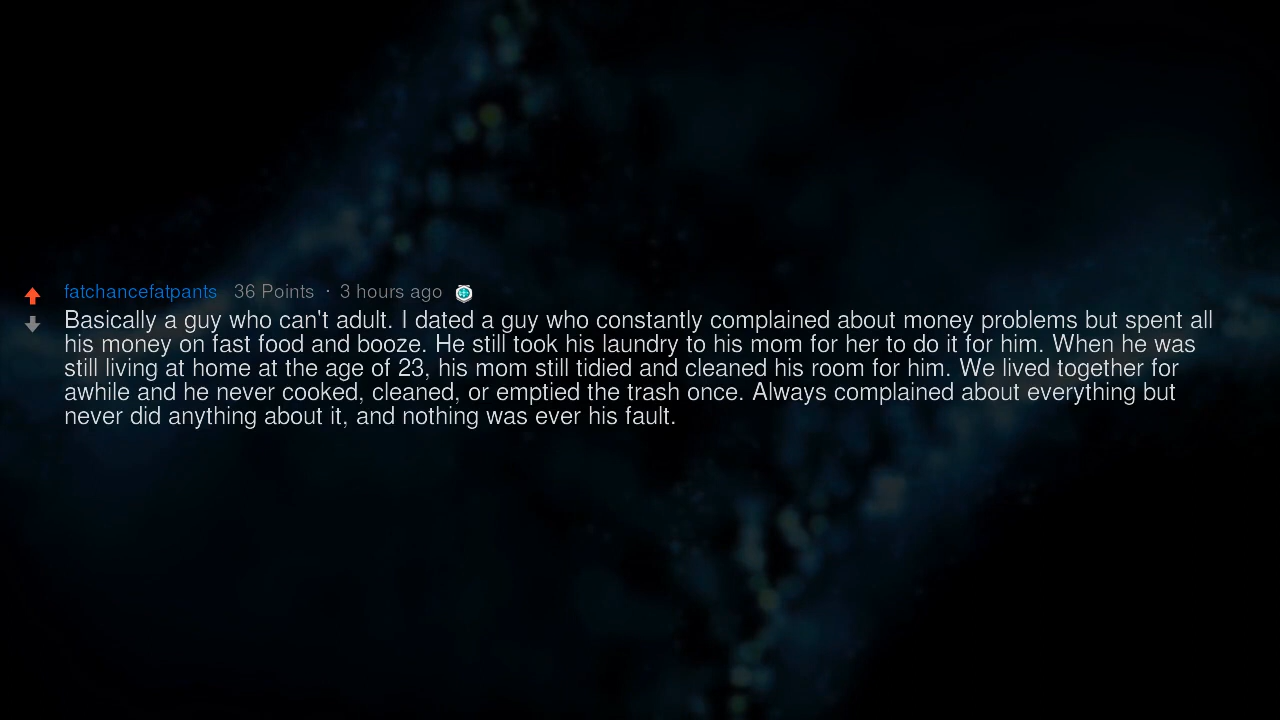 fatchancefatpants 36 Points · 3 hours ago
Basically a guy who can't adult. I dated a guy who constantly complained about money problems but spent all
his money on fast food and booze. He still took his laundry to his mom for her to do it for him. When he was
still living at home at the age of 23, his mom still tidied and cleaned his room for him. We lived together for
awhile and he never cooked, cleaned, or emptied the trash once. Always complained about everything but
never did anything about it, and nothing was ever his fault.